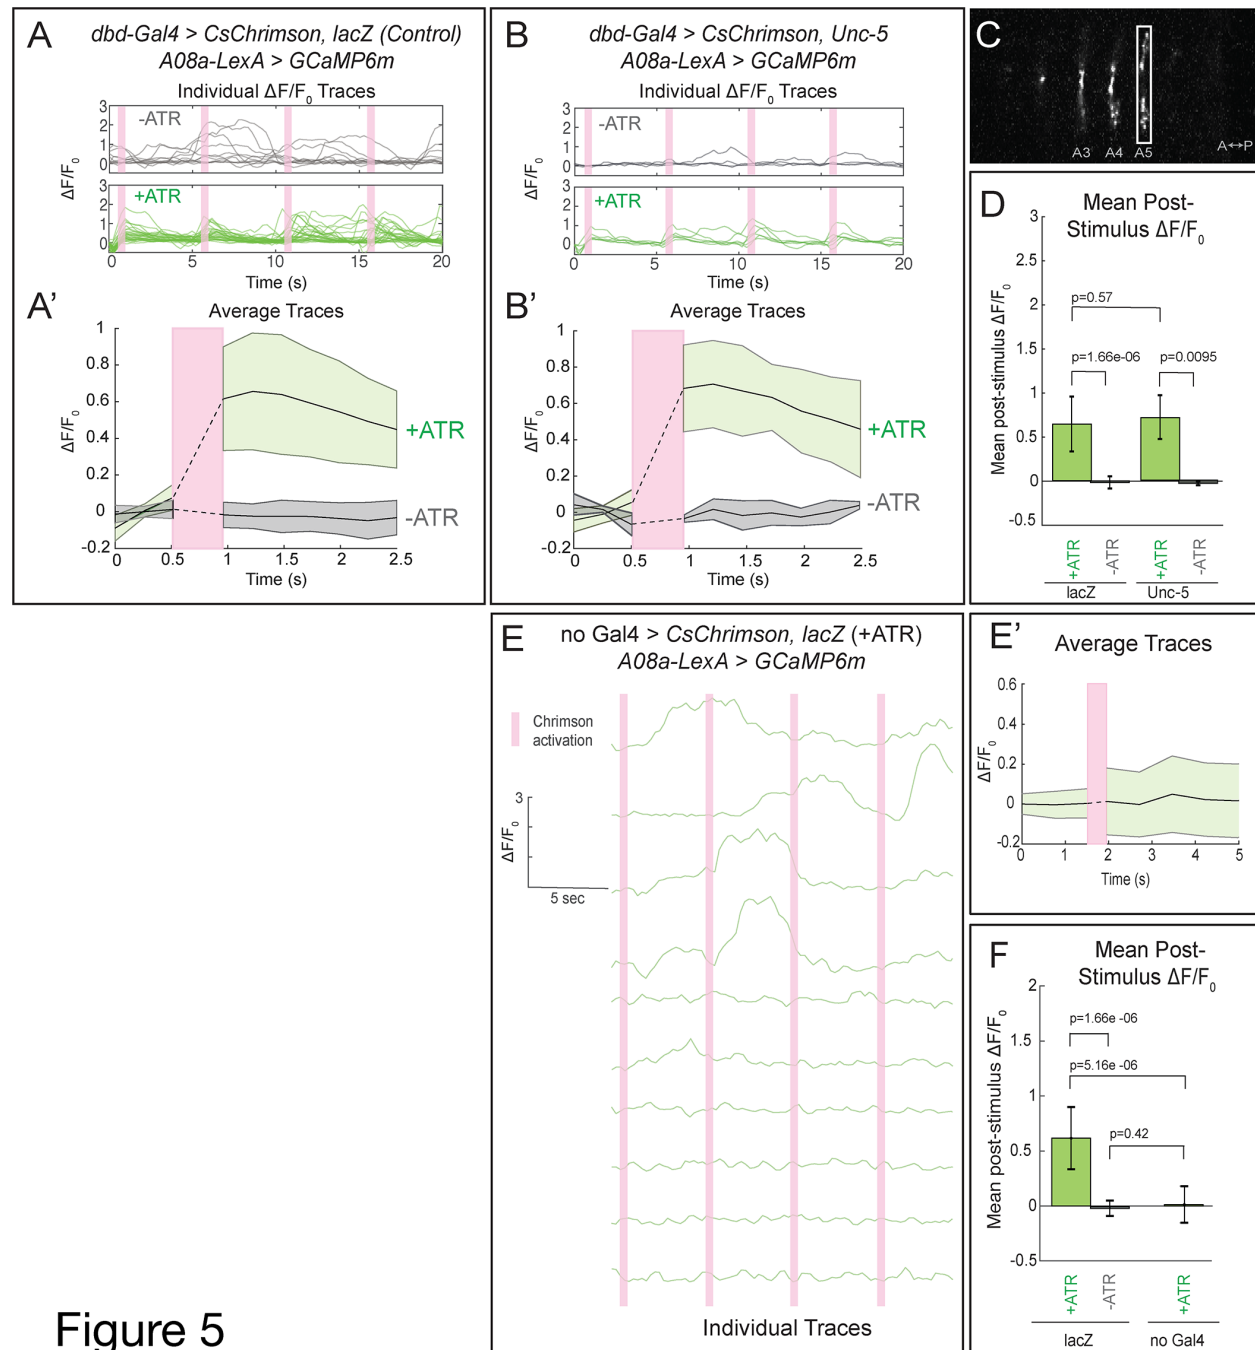 A
dbd-Gal4 > CsChrimson, lacZ (Control)
A08a-LexA > GCaMP6m
Individual ΔF/F0 Traces
3
2
1
0
-ATR
ΔF/F0
3
2
1
0
+ATR
0
5
10
15
20
Time (s)
A’
Average Traces
1
0.8
0.6
0.4
0.2
0
-0.2
ΔF/F0
+ATR
-ATR
0
0.5
1
1.5
2
2.5
Time (s)
B
dbd-Gal4 > CsChrimson, Unc-5
A08a-LexA > GCaMP6m
Individual ΔF/F0 Traces
3
2
1
0
-ATR
ΔF/F0
3
2
1
0
+ATR
0
5
10
15
20
Time (s)
B’
Average Traces
1
0.8
0.6
0.4
0.2
0
-0.2
ΔF/F0
+ATR
-ATR
0
0.5
1
1.5
2
2.5
Time (s)
C
A3
A4
A5
A↔P
D
Mean Post-
Stimulus ΔF/F0
3
2.5
2
1.5
1
0.5
0
-0.5
Mean post-stimulus ΔF/F0
p=0.57
p=1.66e-06
p=0.0095
+ATR
-ATR
+ATR
-ATR
lacZ
Unc-5
E
no Gal4 > CsChrimson, lacZ (+ATR)
A08a-LexA > GCaMP6m
Chrimson
activation
3
ΔF/F0
5 sec
Individual Traces
E’
Average Traces
0.6
0.4
0.2
0
-0.2
ΔF/F0
0
1
2
3
4
5
Time (s)
F
Mean Post-
Stimulus ΔF/F0
2
1.5
1
0.5
0
-0.5
Mean post-stimulus ΔF/F0
p=1.66e -06
p=5.16e -06
p=0.42
+ATR
-ATR
+ATR
lacZ
no Gal4
Figure 5